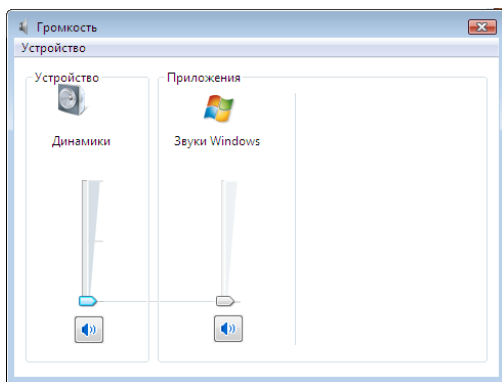 Громкость
Устройство
Устройство
Приложения
Динамики
Звуки Windows